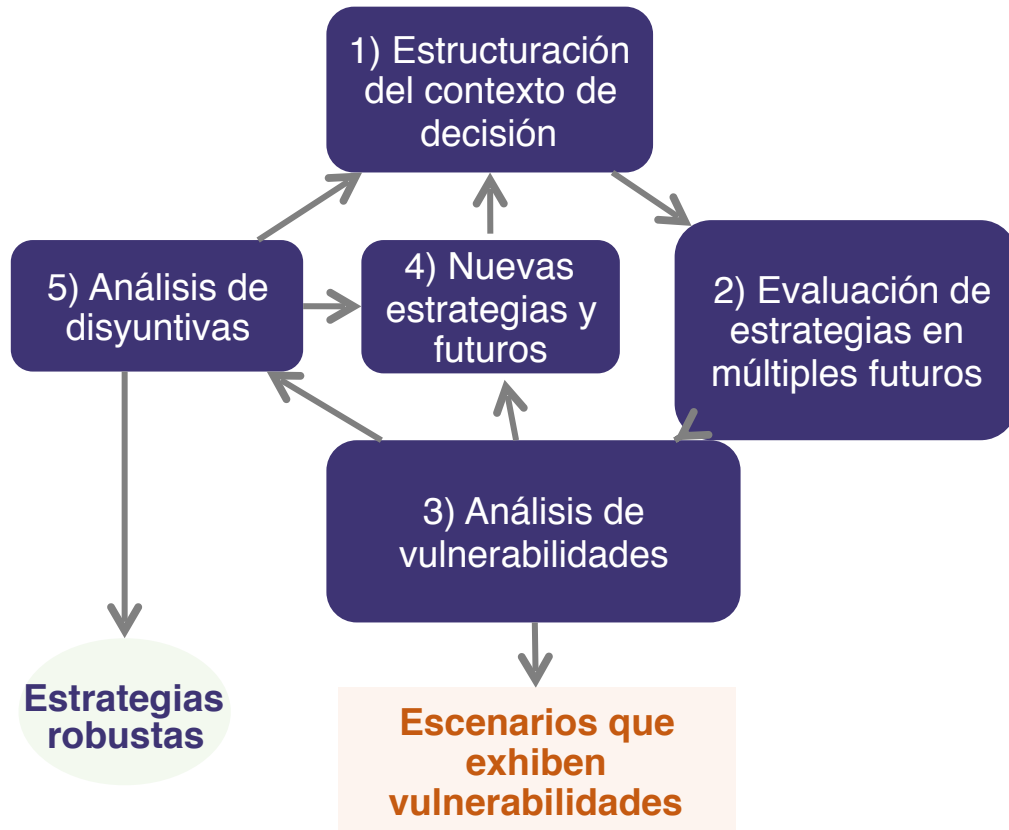 1) Estructuración
del contexto de
decisión
5) Análisis de
disyuntivas
4) Nuevas
estrategias y
futuros
2) Evaluación de
estrategias en
múltiples futuros
3) Análisis de
vulnerabilidades
Estrategias
robustas
Escenarios que
exhiben
vulnerabilidades